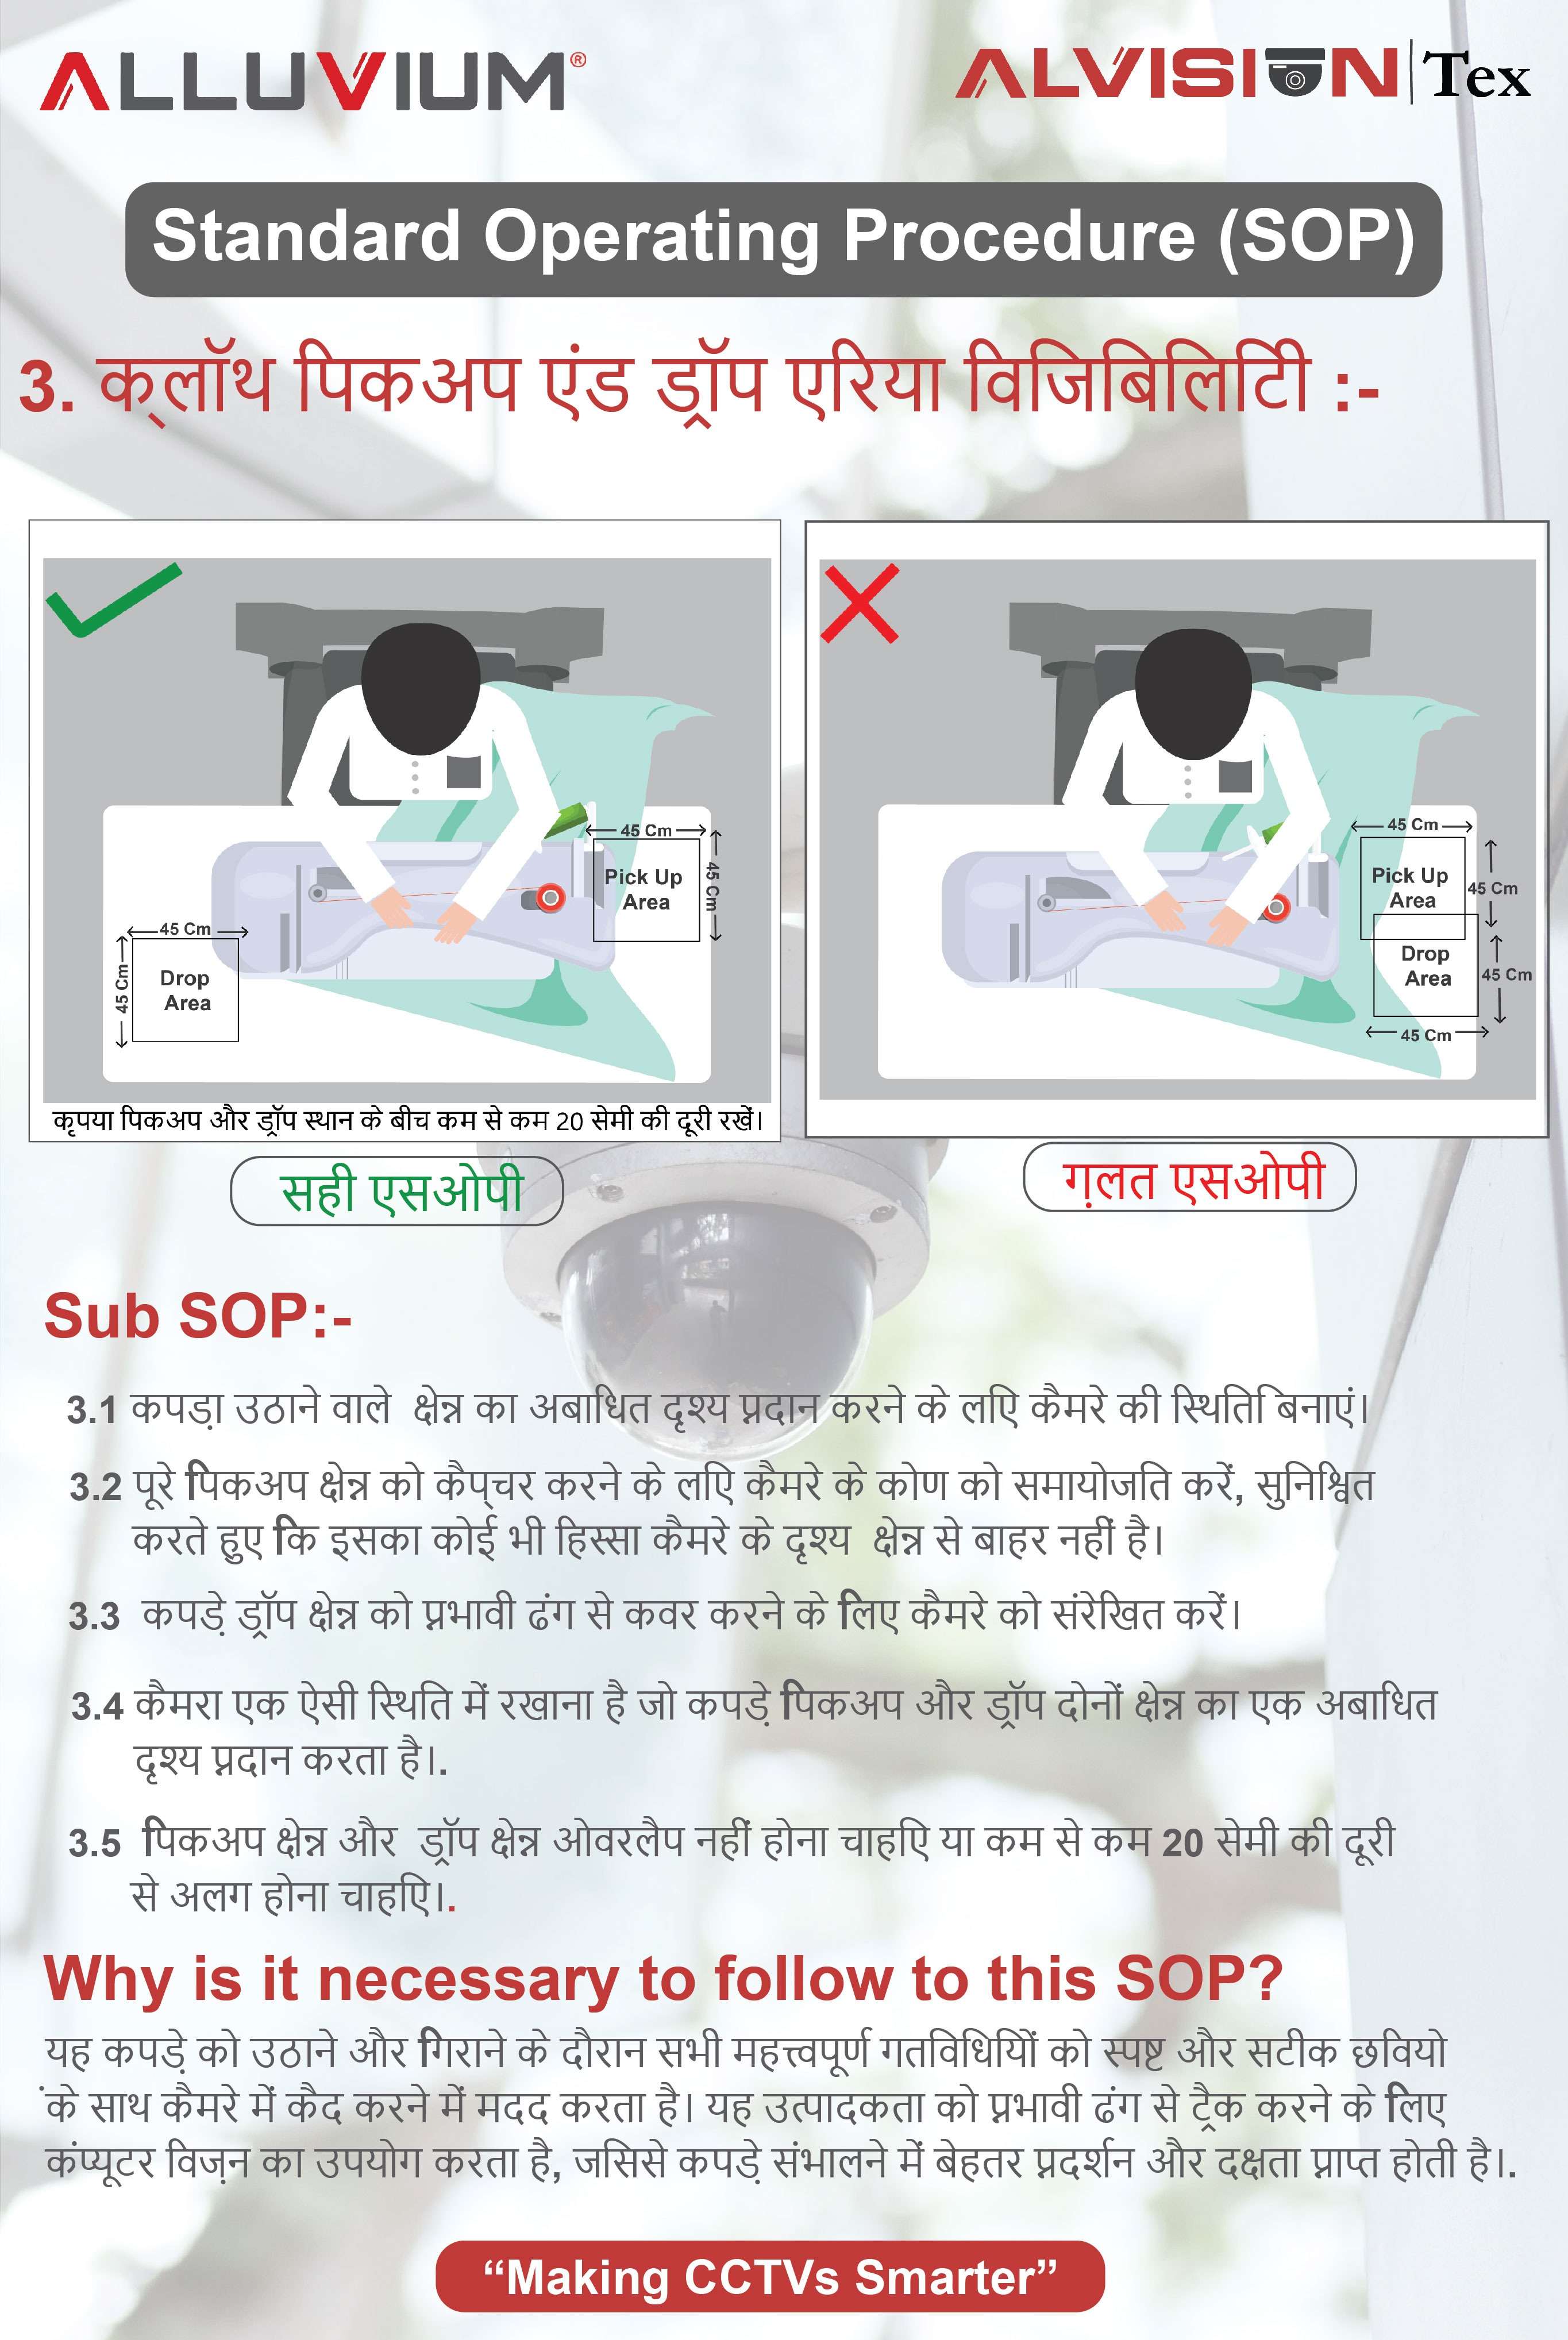 ALLUVIUM®
ALVISION | Tex
Standard Operating Procedure (SOP)
3. क्लॉथ पिकअप एंड ड्रॉप एरिया विजिबिलिटिी :-
45 Cm
Pick Up
Area
45 Cm
45 Cm
Drop
Area
45 Cm
कृपया पिकअप और ड्रॉप स्थान के बीच कम से कम 20 सेमी की दूरी रखें।
सही एसओपी
45 Cm
Pick Up
Area
45 Cm
Drop
Area
45 Cm
45 Cm
ग़लत एसओपी
Sub SOP:-
3.1 कपड़ा उठाने वाले क्षेत्र का अबाधित दृश्य प्रदान करने के लिए कैमरे की स्थिति बनाएं।
3.2 पूरे पिकअप क्षेत्र को कैप्चर करने के लिए कैमरे के कोण को समायोजति करें, सुनिश्चित
करते हुए कि इसका कोई भी हिस्सा कैमरे के दृश्य क्षेत्र से बाहर नहीं है।
3.3 कपड़े ड्रॉप क्षेत्र को प्रभावी ढंग से कवर करने के लिए कैमरे को संरेखित करें।
3.4 कैमरा एक ऐसी स्थिति में रखाना है जो कपड़े पिकअप और ड्रॉप दोनों क्षेत्र का एक अबाधित
दृश्य प्रदान करता है।.
3.5 पिकअप क्षेत्र और ड्रॉप क्षेत्र ओवरलैप नहीं होना चाहिए या कम से कम 20 सेमी की दूरी
से अलग होना चाहिए।.
Why is it necessary to follow to this SOP?
यह कपड़े को उठाने और गिराने के दौरान सभी महत्त्वपूर्ण गतविधियिों को स्पष्ट और सटीक छवियो
ंके साथ कैमरे में कैद करने में मदद करता है। यह उत्पादकता को प्रभावी ढंग से ट्रैक करने के लिए
कंप्यूटर विज़न का उपयोग करता है, जसिसे कपड़े संभालने में बेहतर प्रदर्शन और दक्षता प्राप्त होती है।.
“Making CCTVs Smarter”